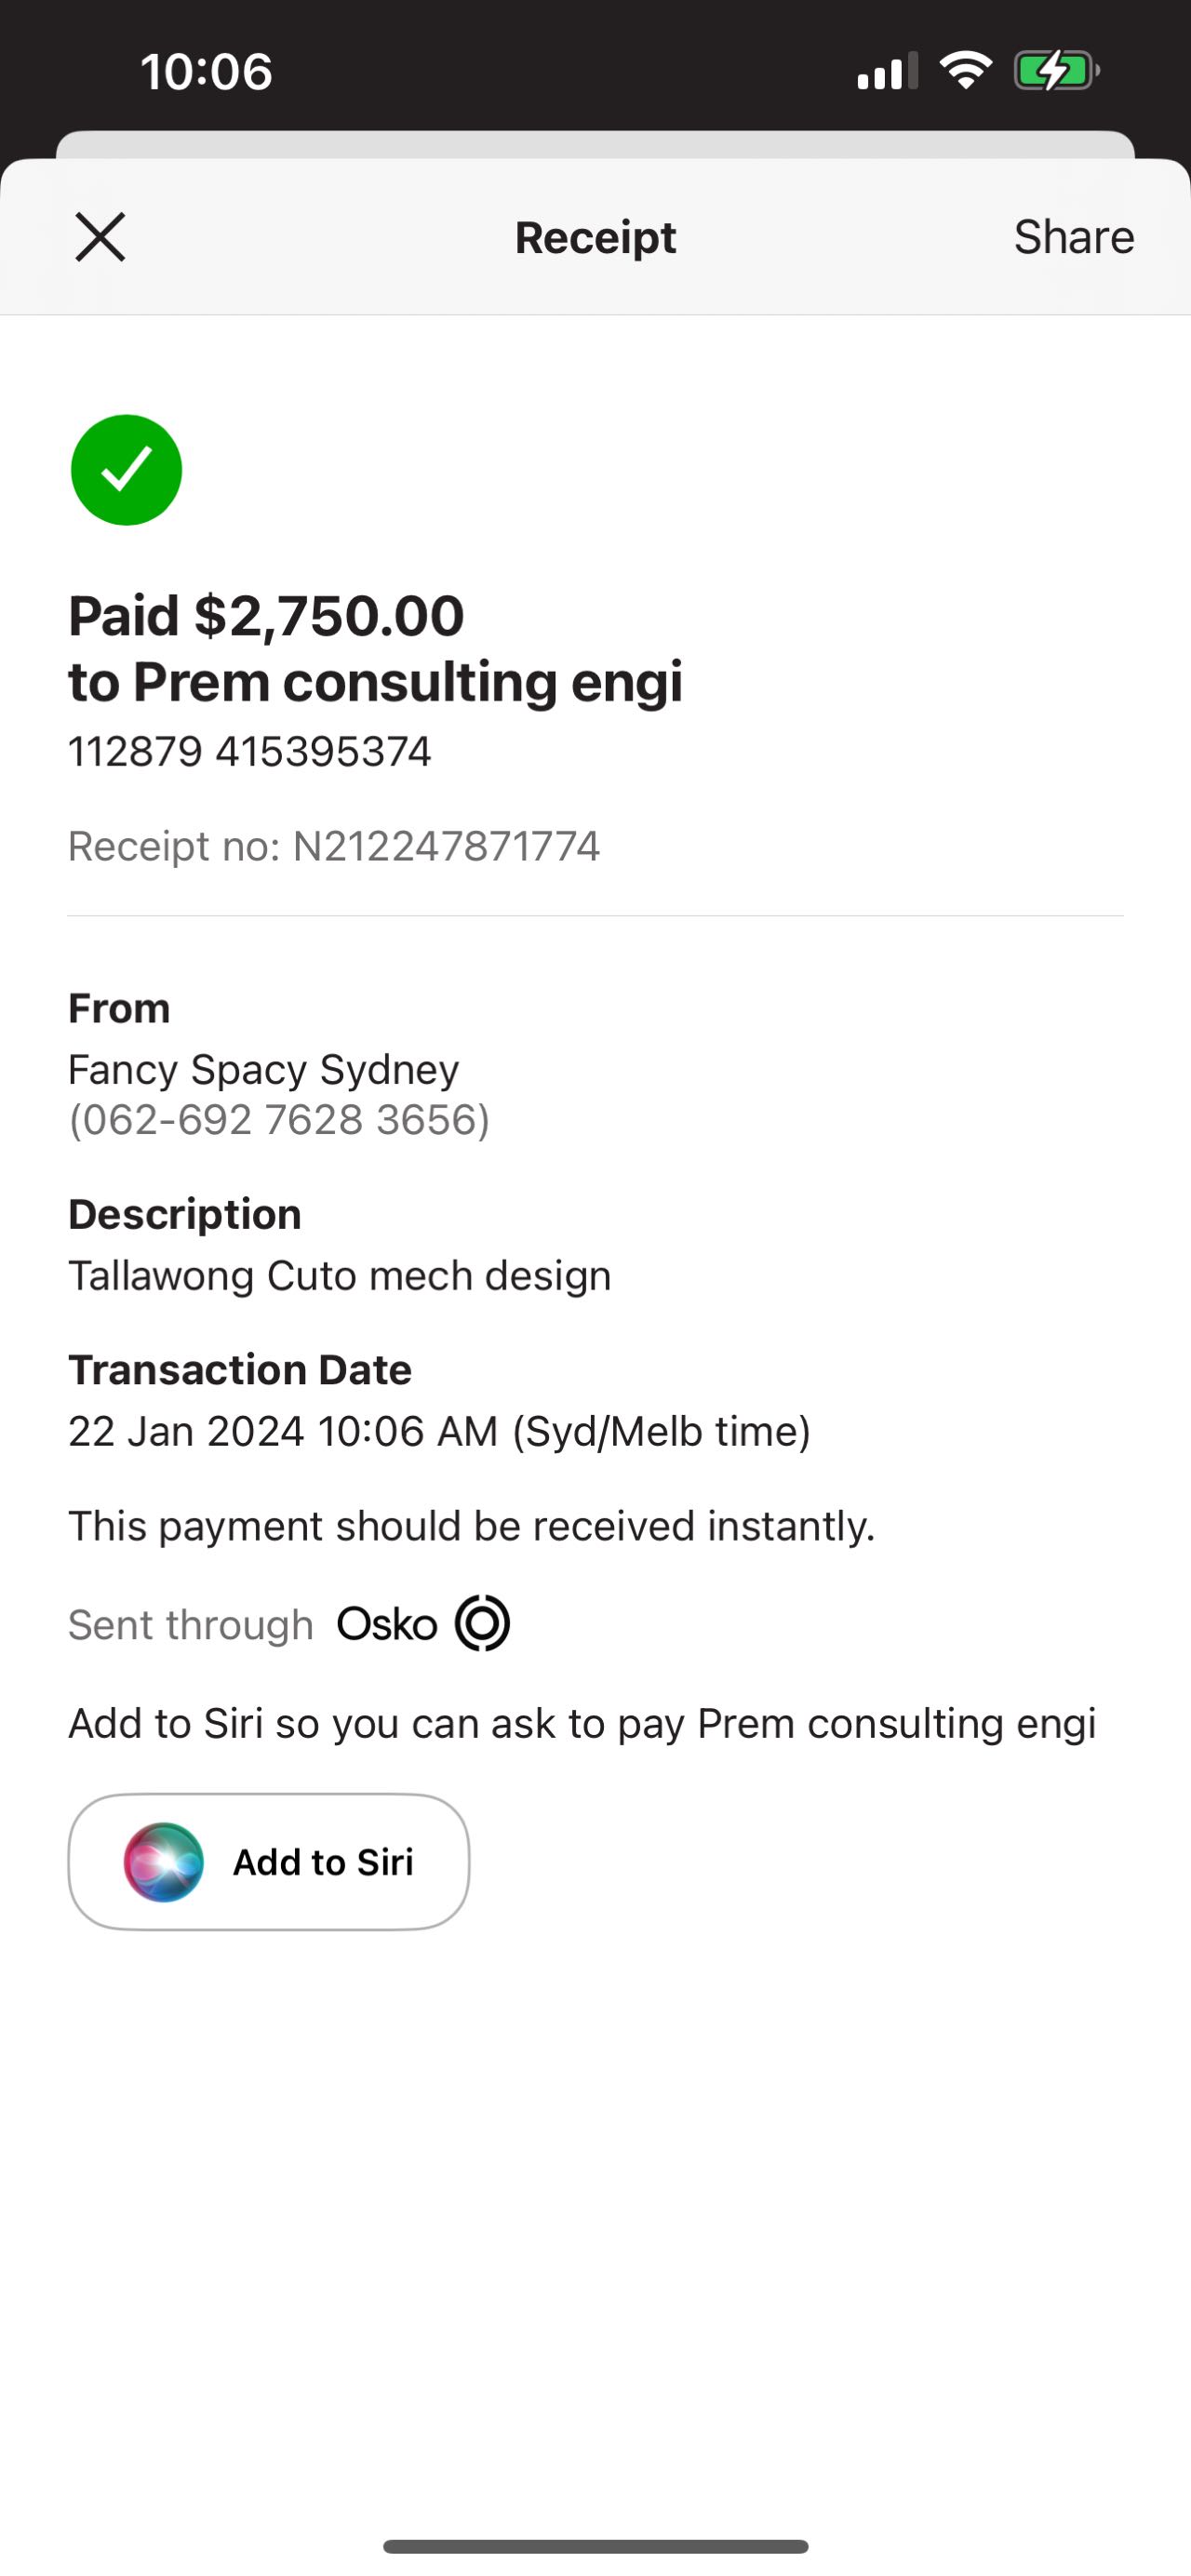 10:06
Receipt
Share
Paid $2,750.00
to Prem consulting engi
112879 415395374
Receipt no: N212247871774
From
Fancy Spacy Sydney
(062-692 7628 3656)
Description
Tallawong Cuto mech design
Transaction Date
22 Jan 2024 10:06 AM (Syd/Melb time)
This payment should be received instantly.
Sent through Osko
Add to Siri so you can ask to pay Prem consulting engi
Add to Siri